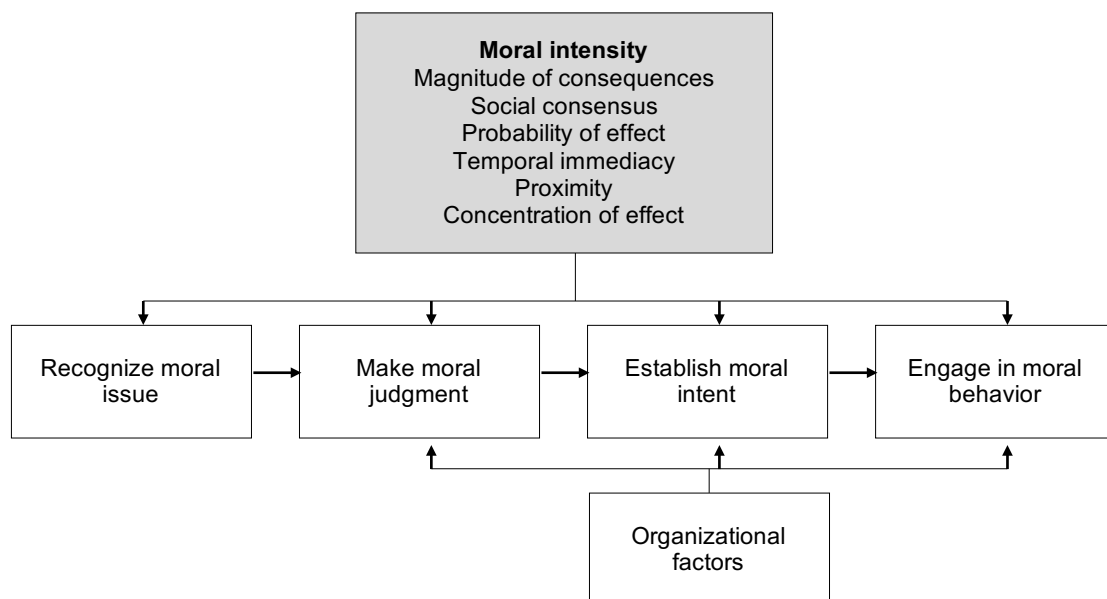 Moral intensity
Magnitude of consequences
Social consensus
Probability of effect
Temporal immediacy
Proximity
Concentration of effect
Recognize moral
issue
Make moral
judgment
Establish moral
intent
Engage in moral
behavior
Organizational
factors